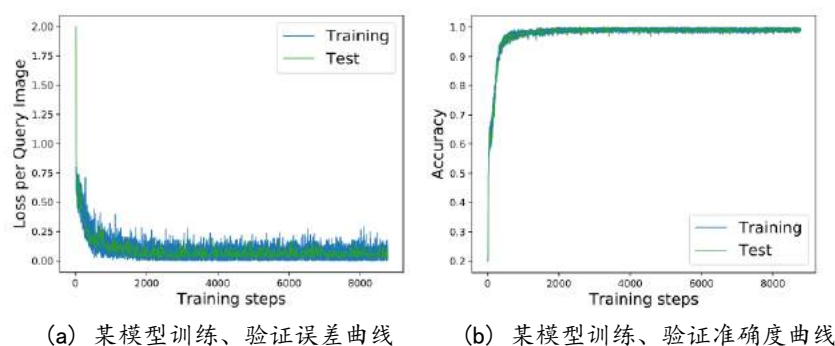 2.00
1.75
1.50
1.25
1.00
0.75
0.50
0.25
0.00
Loss per Query Image
Training
Test
0 2000 4000 6000 8000
Training steps
1.0
0.9
0.8
0.7
0.6
0.5
0.4
0.3
0.2
Accuracy
Training
Test
0 2000 4000 6000 8000
Training steps
(a) 某模型训练、验证误差曲线
(b) 某模型训练、验证准确度曲线